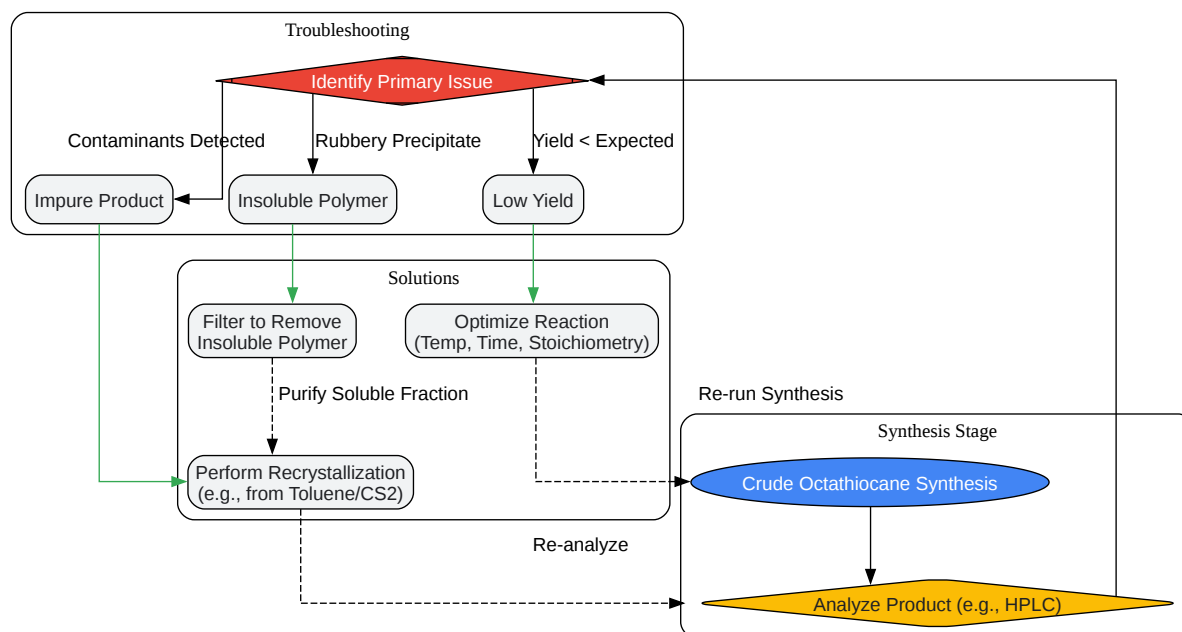 Troubleshooting
Identify Primary Issue
Contaminants Detected
Rubbery Precipitate
Yield < Expected
Impure Product
Insoluble Polymer
Low Yield
Solutions
Filter to Remove
Insoluble Polymer
Optimize Reaction
(Temp, Time, Stoichiometry)
Purify Soluble Fraction
Re-run Synthesis
Synthesis Stage
Perform Recrystallization
(e.g., from Toluene/CS2)
Crude Octathiocane Synthesis
Re-analyze
Analyze Product (e.g., HPLC)